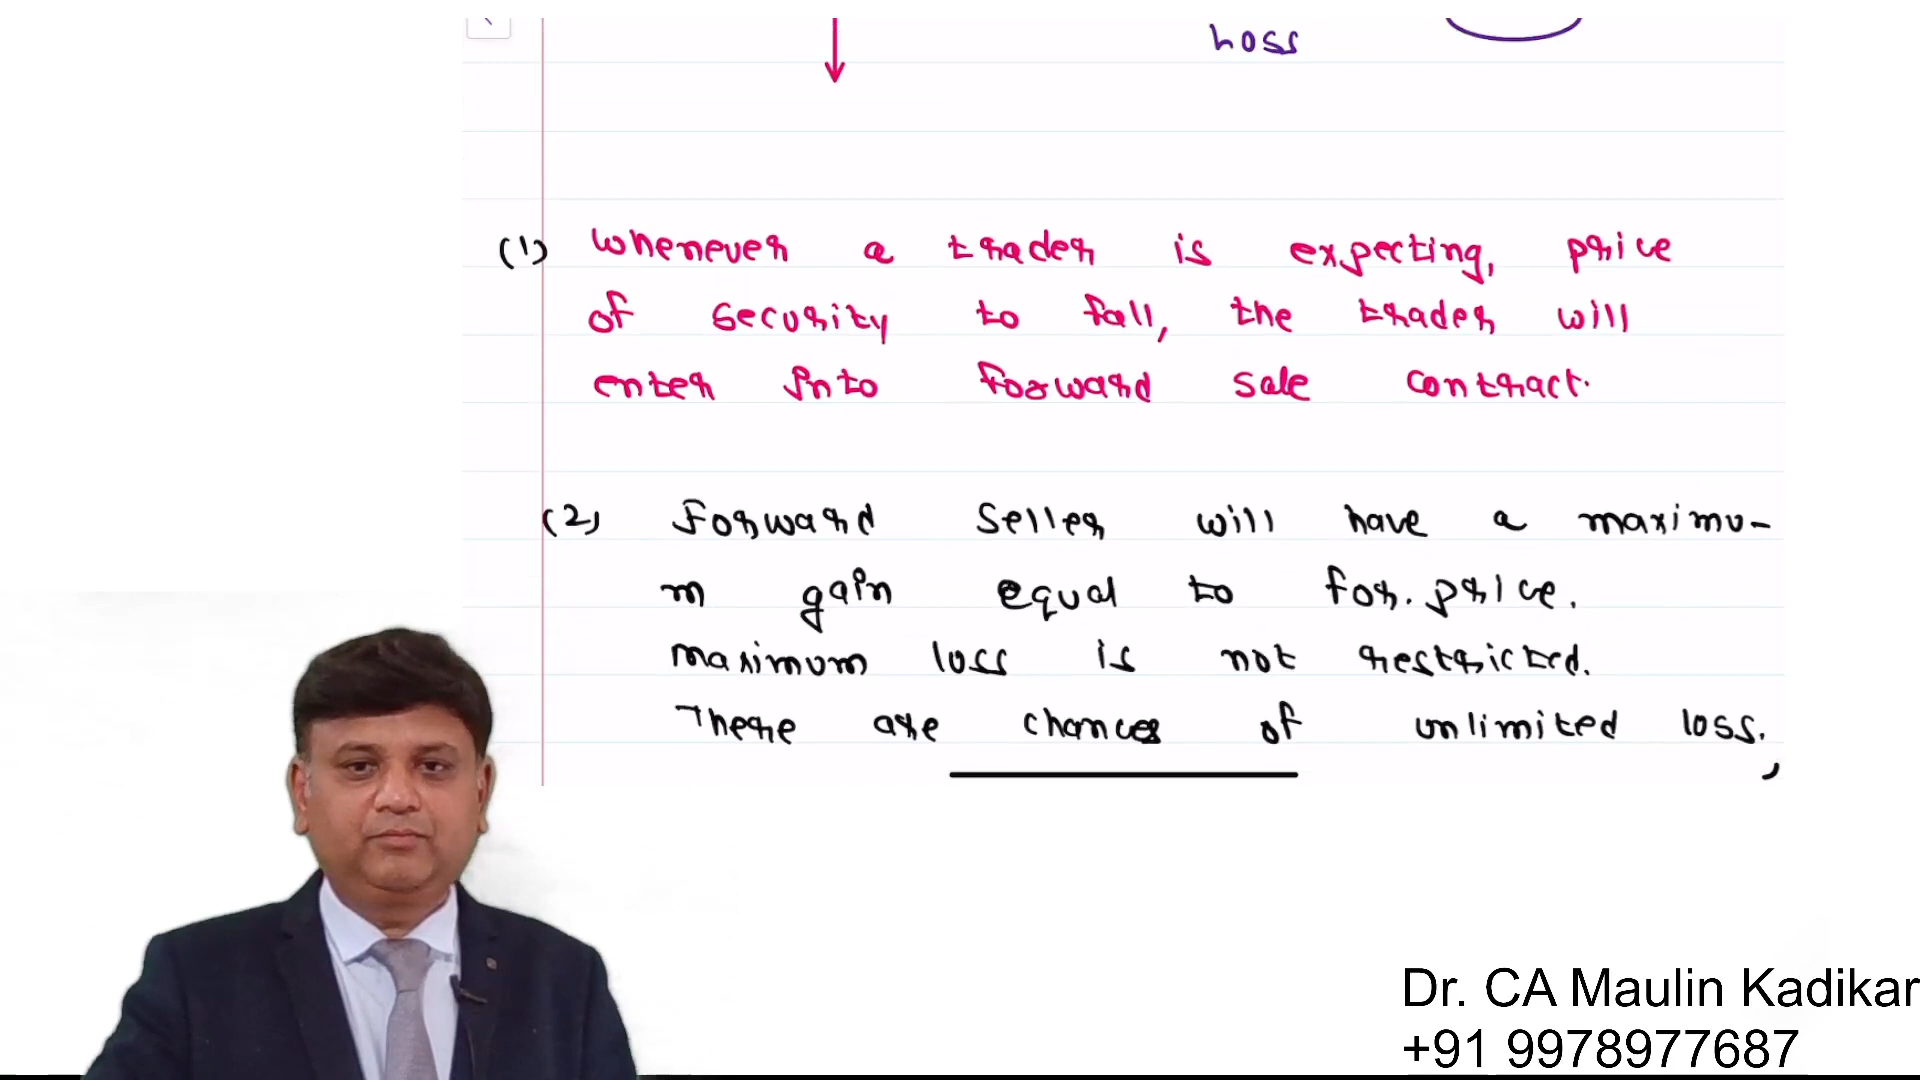 Loss
(1) Whenever a trader is expecting, price
of security to fall, the trader will
enter into forward sale contract.
(2) Forward Seller will have a maximu-
m gain equal to for. price.
maximum loss is not restricted.
There are chances of unlimited loss.
Dr. CA Maulin Kadikar
+91 9978977687